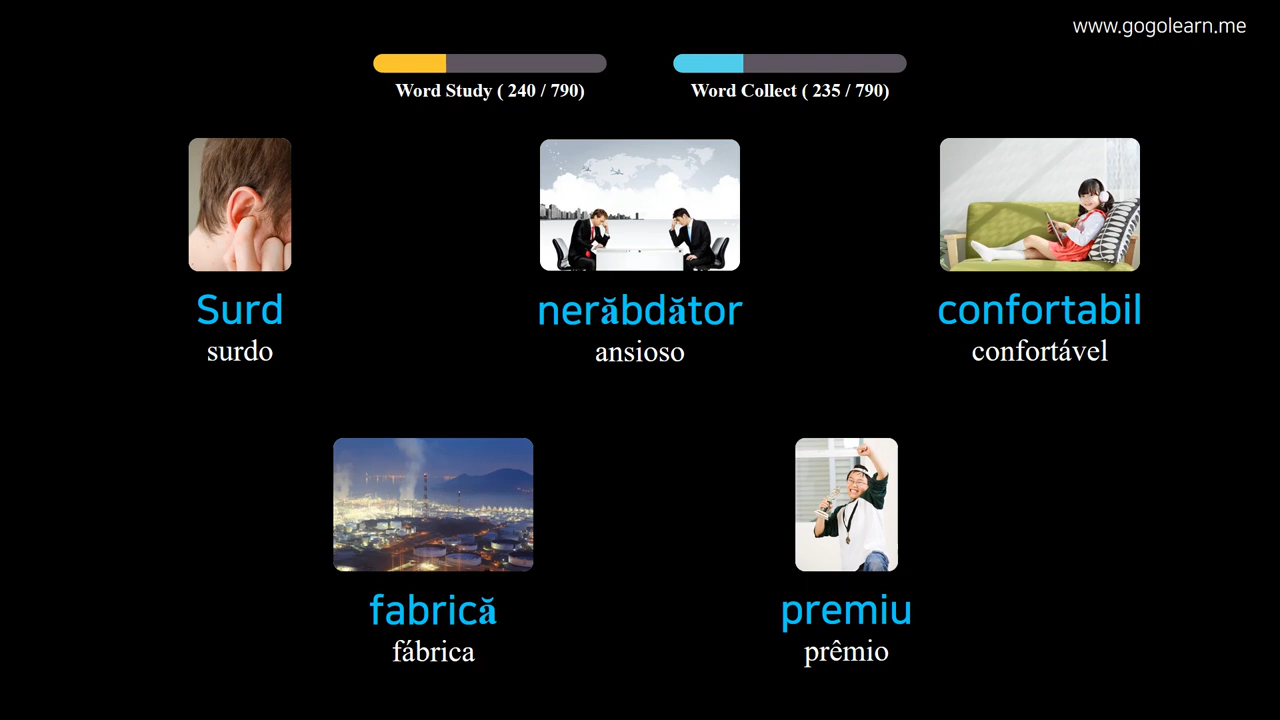 www.gogolearn.me
Word Study ( 240 / 790)
Word Collect ( 235 / 790)
Surd
surdo
nerăbdător
ansioso
confortabil
confortável
fabrică
fábrica
premiu
prêmio